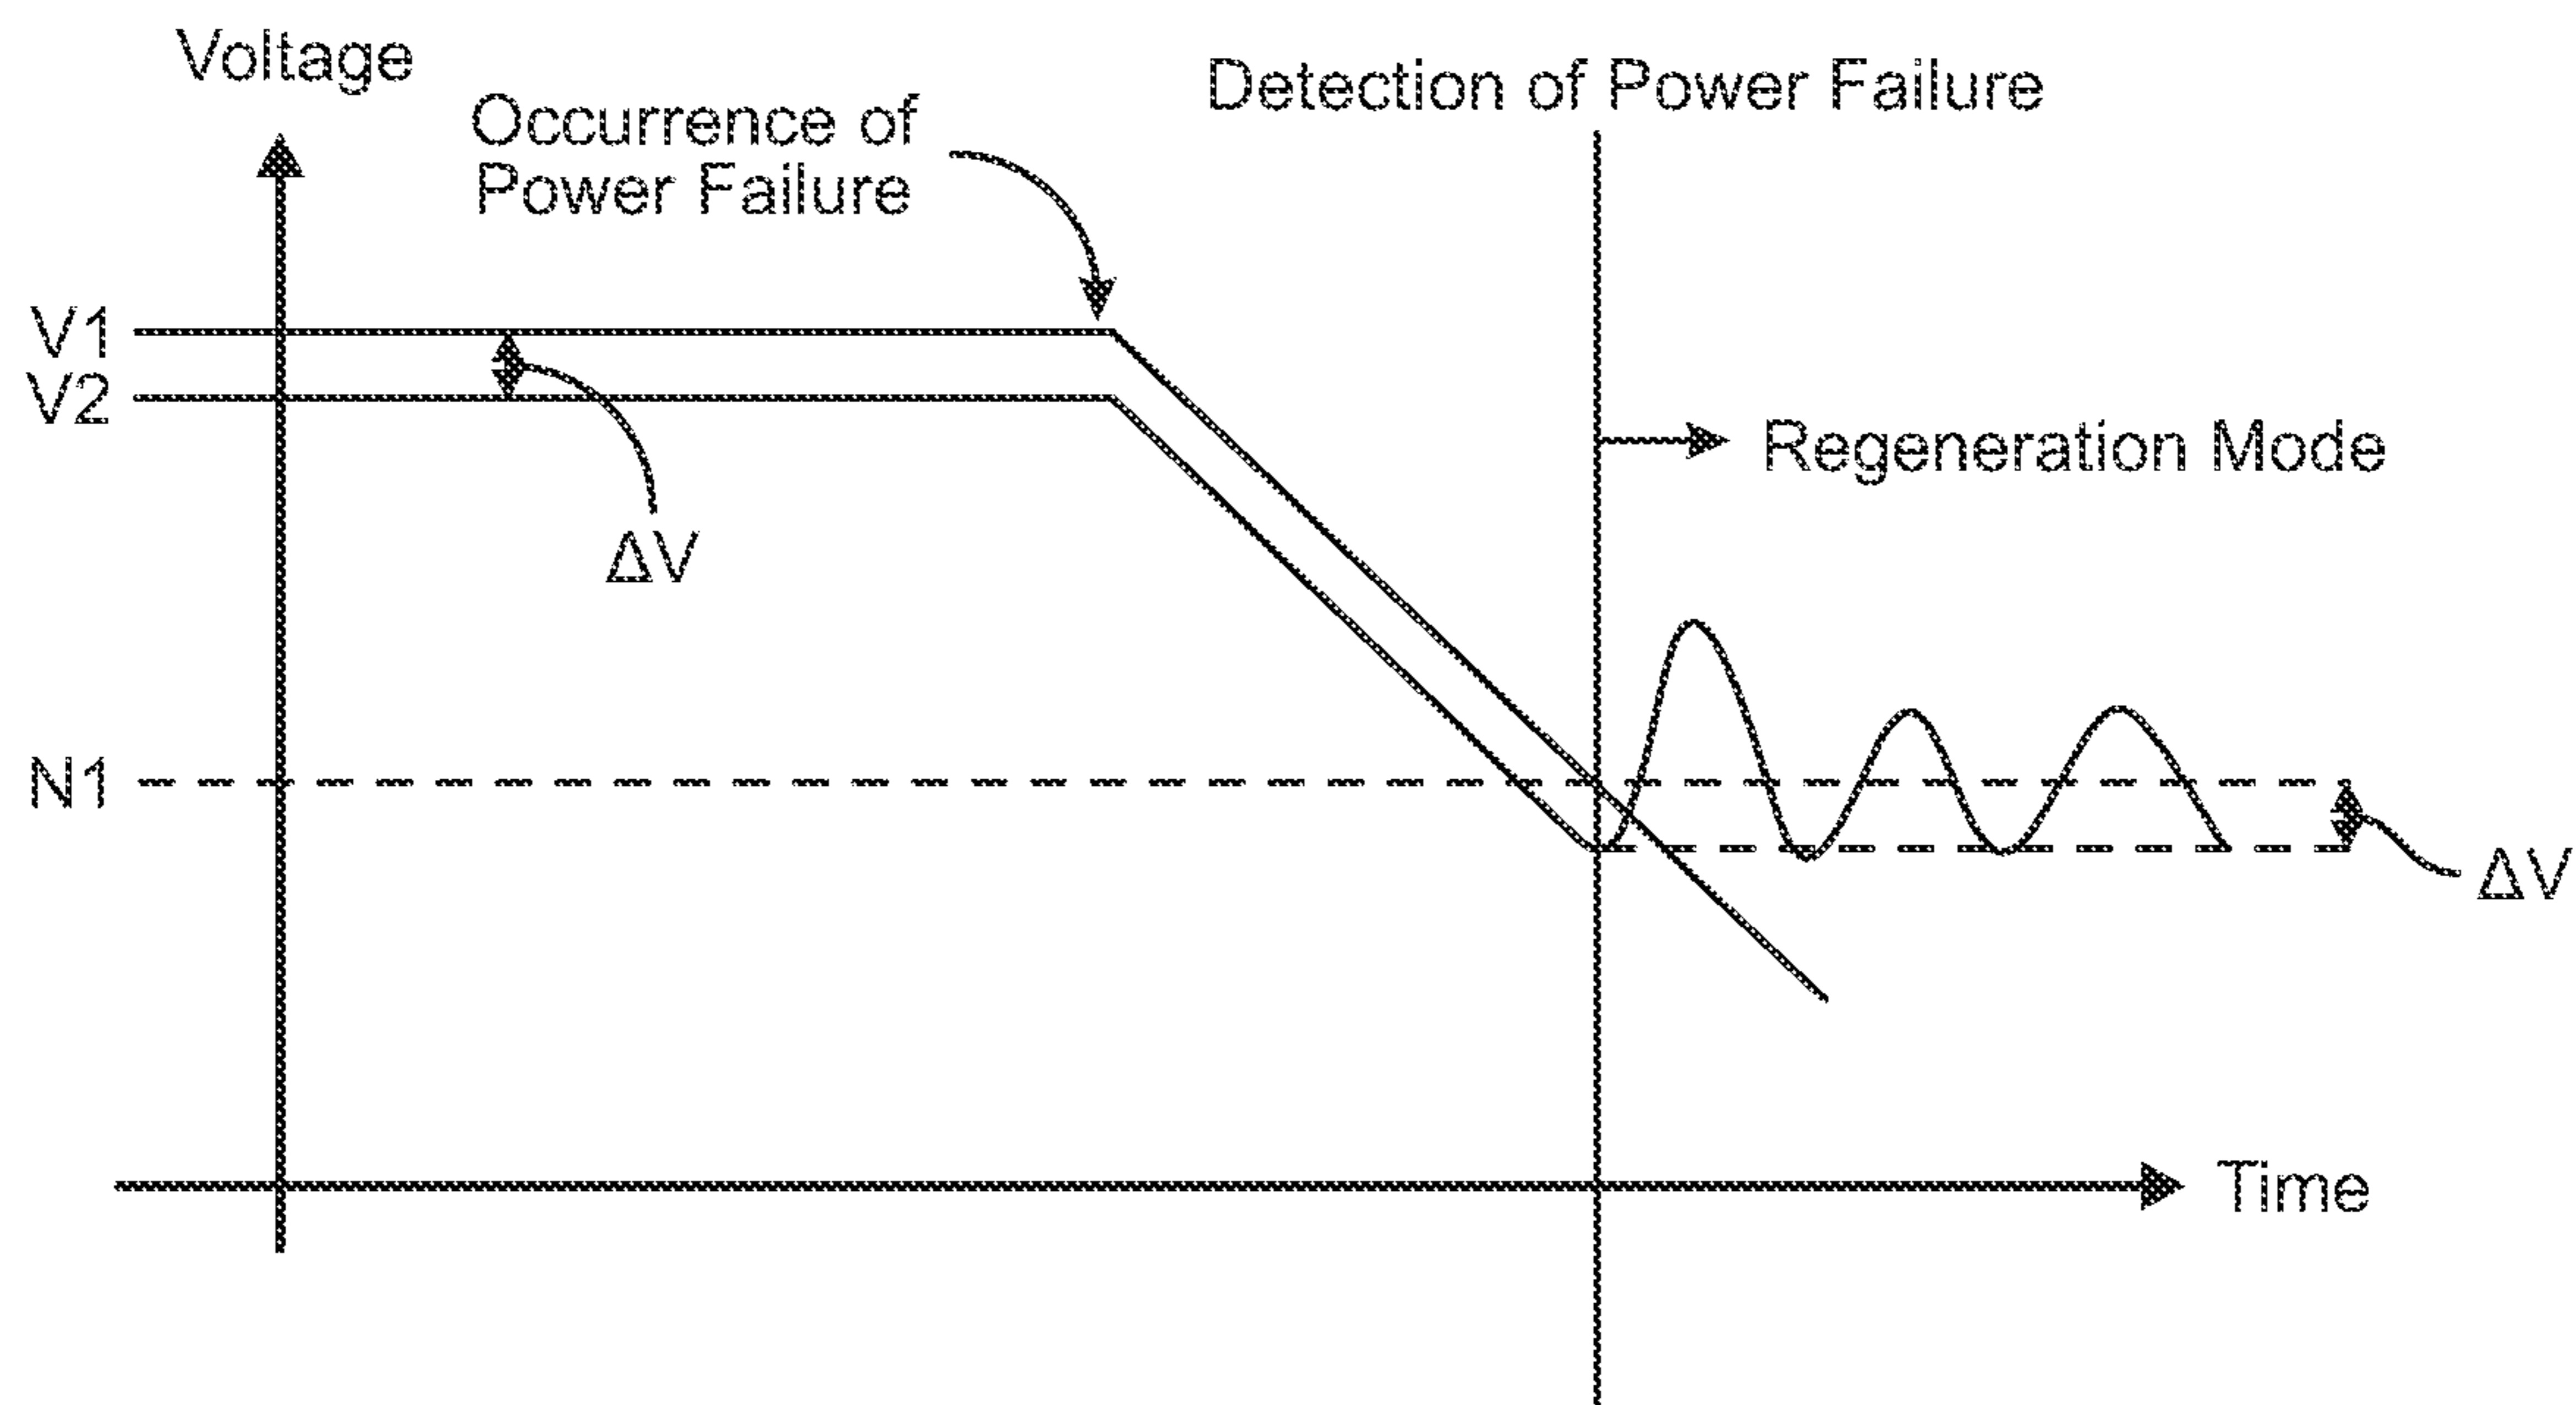 Voltage
Occurrence of
Power Failure
Detection of Power Failure
V1
V2
ΔV
Regeneration Mode
N1
ΔV
Time